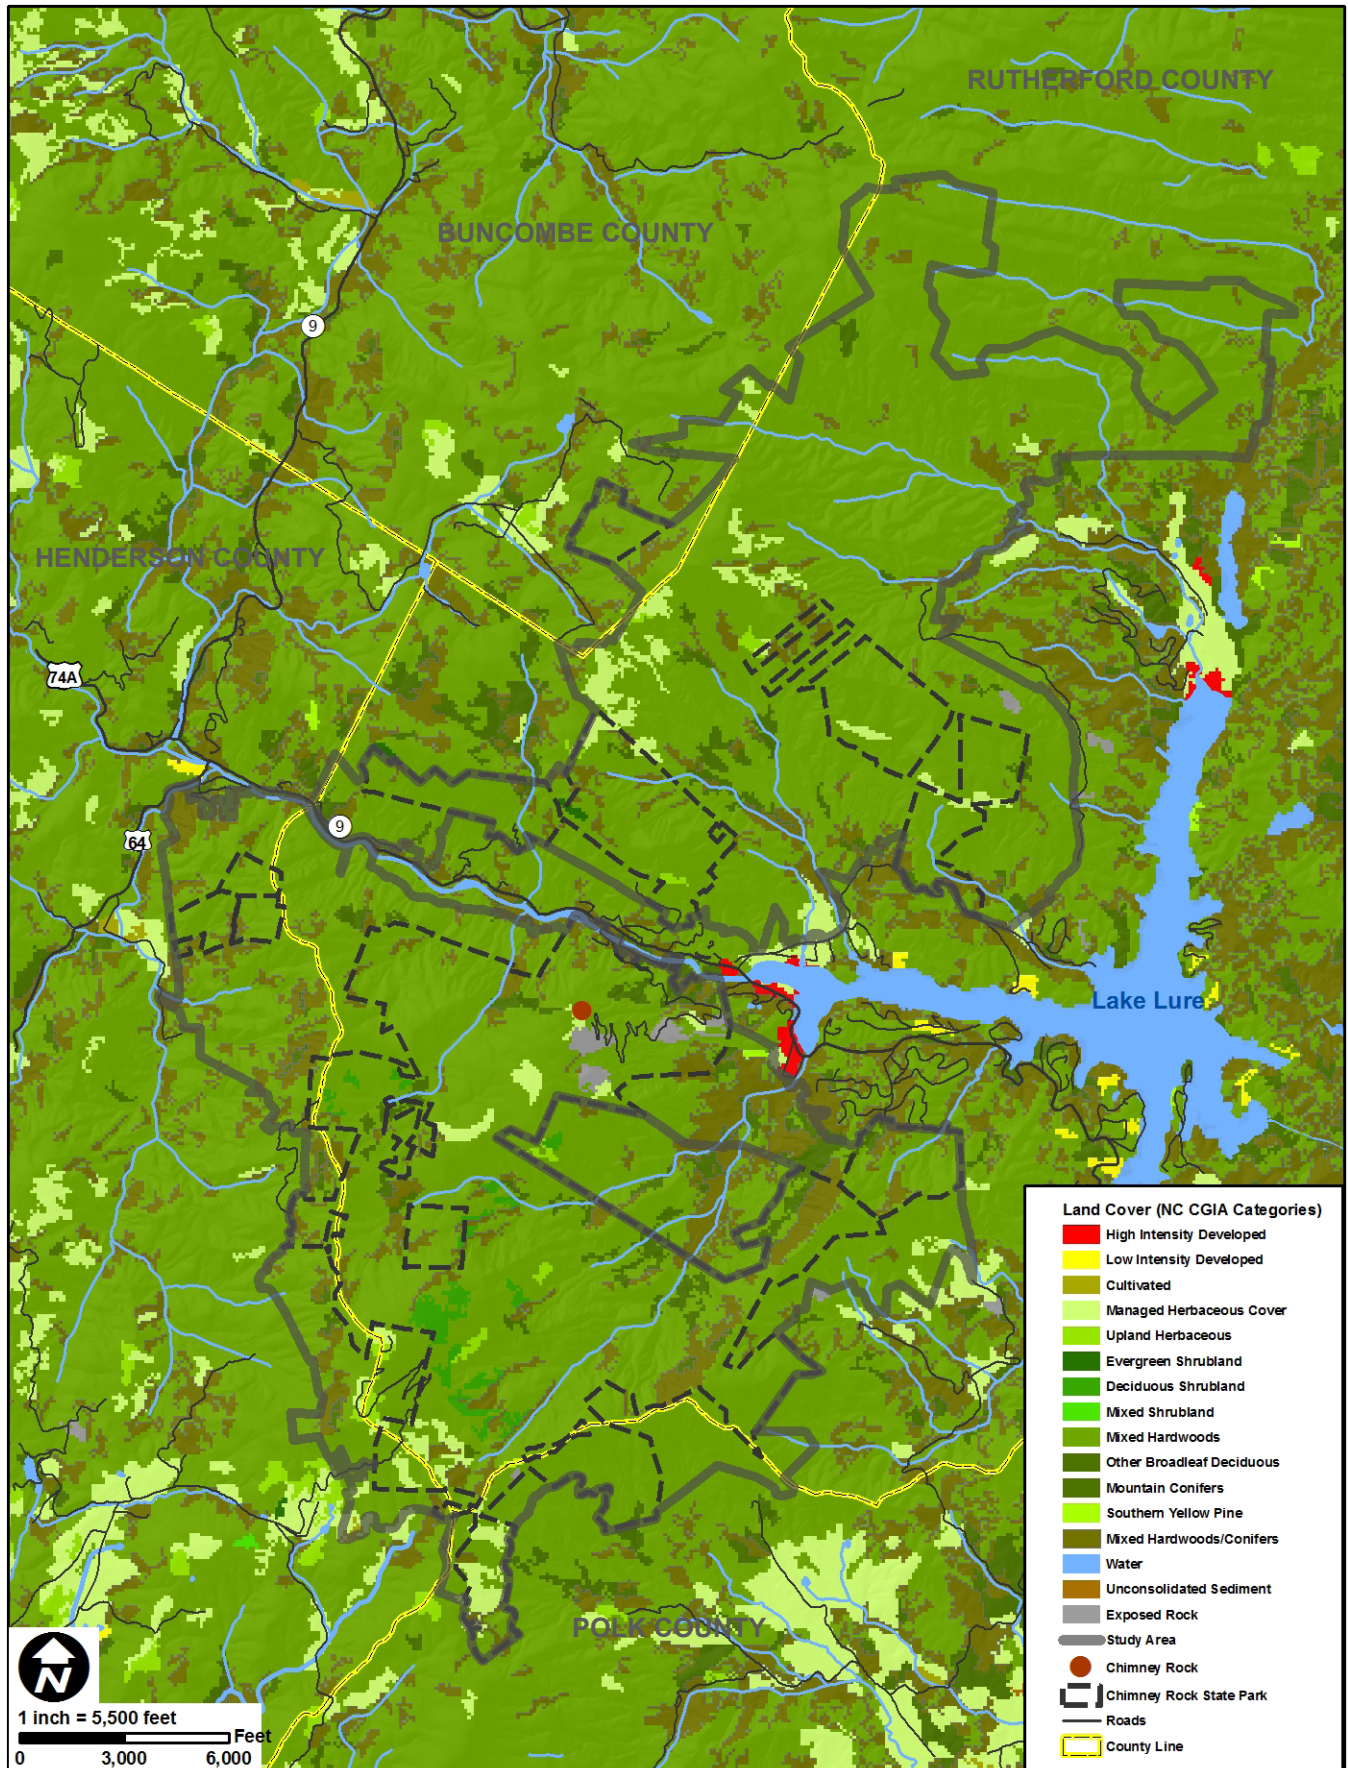 RUTHERFORD COUNTY
BUNCOMBE COUNTY
9
HENDERSON COUNTY
74A
9
64
Lake Lure
POLK COUNTY
Land Cover (NC CGIA Categories)
High Intensity Developed
Low Intensity Developed
Cultivated
Managed Herbaceous Cover
Upland Herbaceous
Evergreen Shrubland
Deciduous Shrubland
Mixed Shrubland
Mixed Hardwoods
Other Broadleaf Deciduous
Mountain Conifers
Southern Yellow Pine
Mixed Hardwoods/Conifers
Water
Unconsolidated Sediment
Exposed Rock
Study Area
Chimney Rock
Chimney Rock State Park
Roads
County Line
N
1 inch = 5,500 feet
Feet
0 3,000 6,000